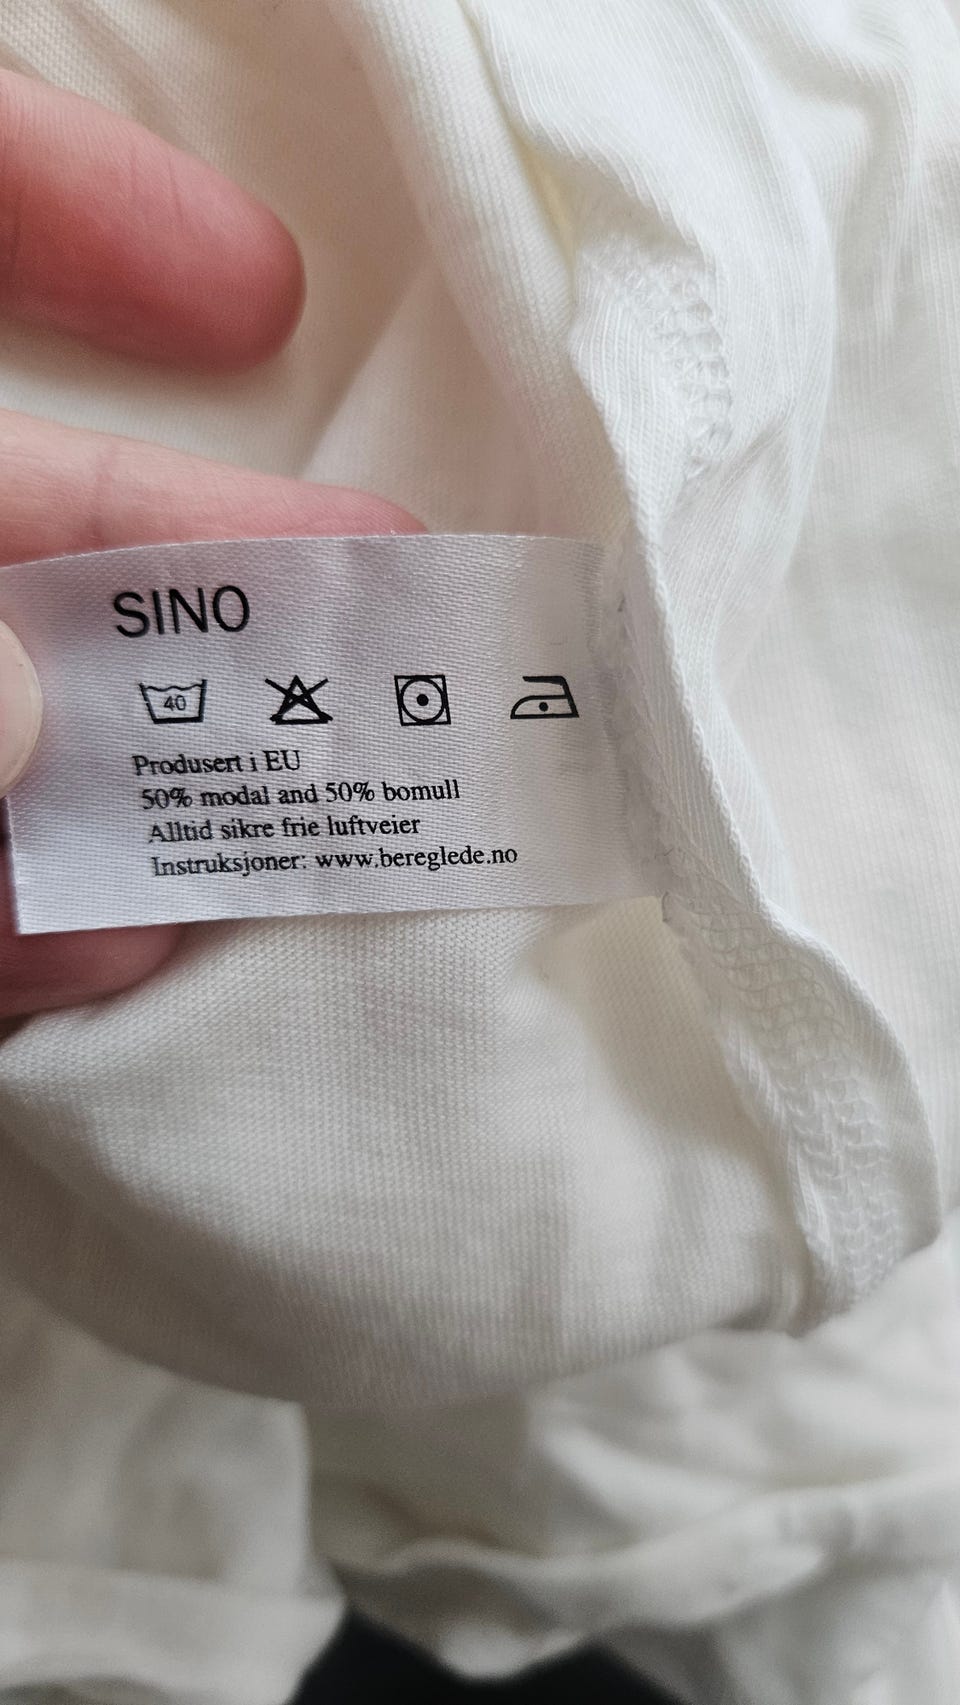 SINO
40
Produsert i EU
50% modal and 50% bomull
Alltid sikre frie luftveier
Instruksjoner: www.bereglede.no